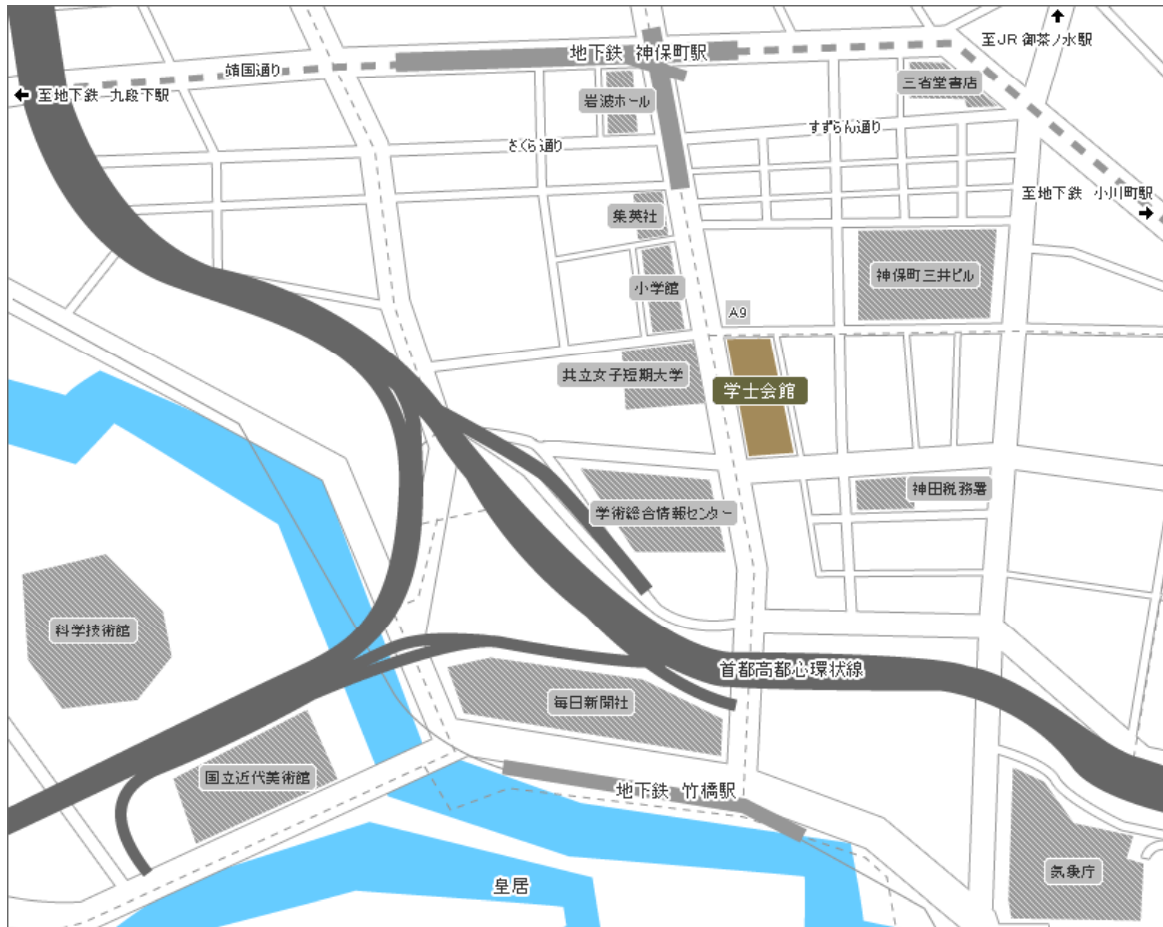 至JR 御茶ノ水駅
地下鉄 神保町駅
靖国通り
三省堂書店
至地下鉄 九段下駅
岩波ホール
すずらん通り
さくら通り
至地下鉄 小川町駅
集英社
神保町三井ビル
小学館
A9
共立女子短期大学
学士会館
神田税務署
学術総合情報センター
科学技術館
首都高都心環状線
毎日新聞社
国立近代美術館
地下鉄 竹橋駅
気象庁
皇居